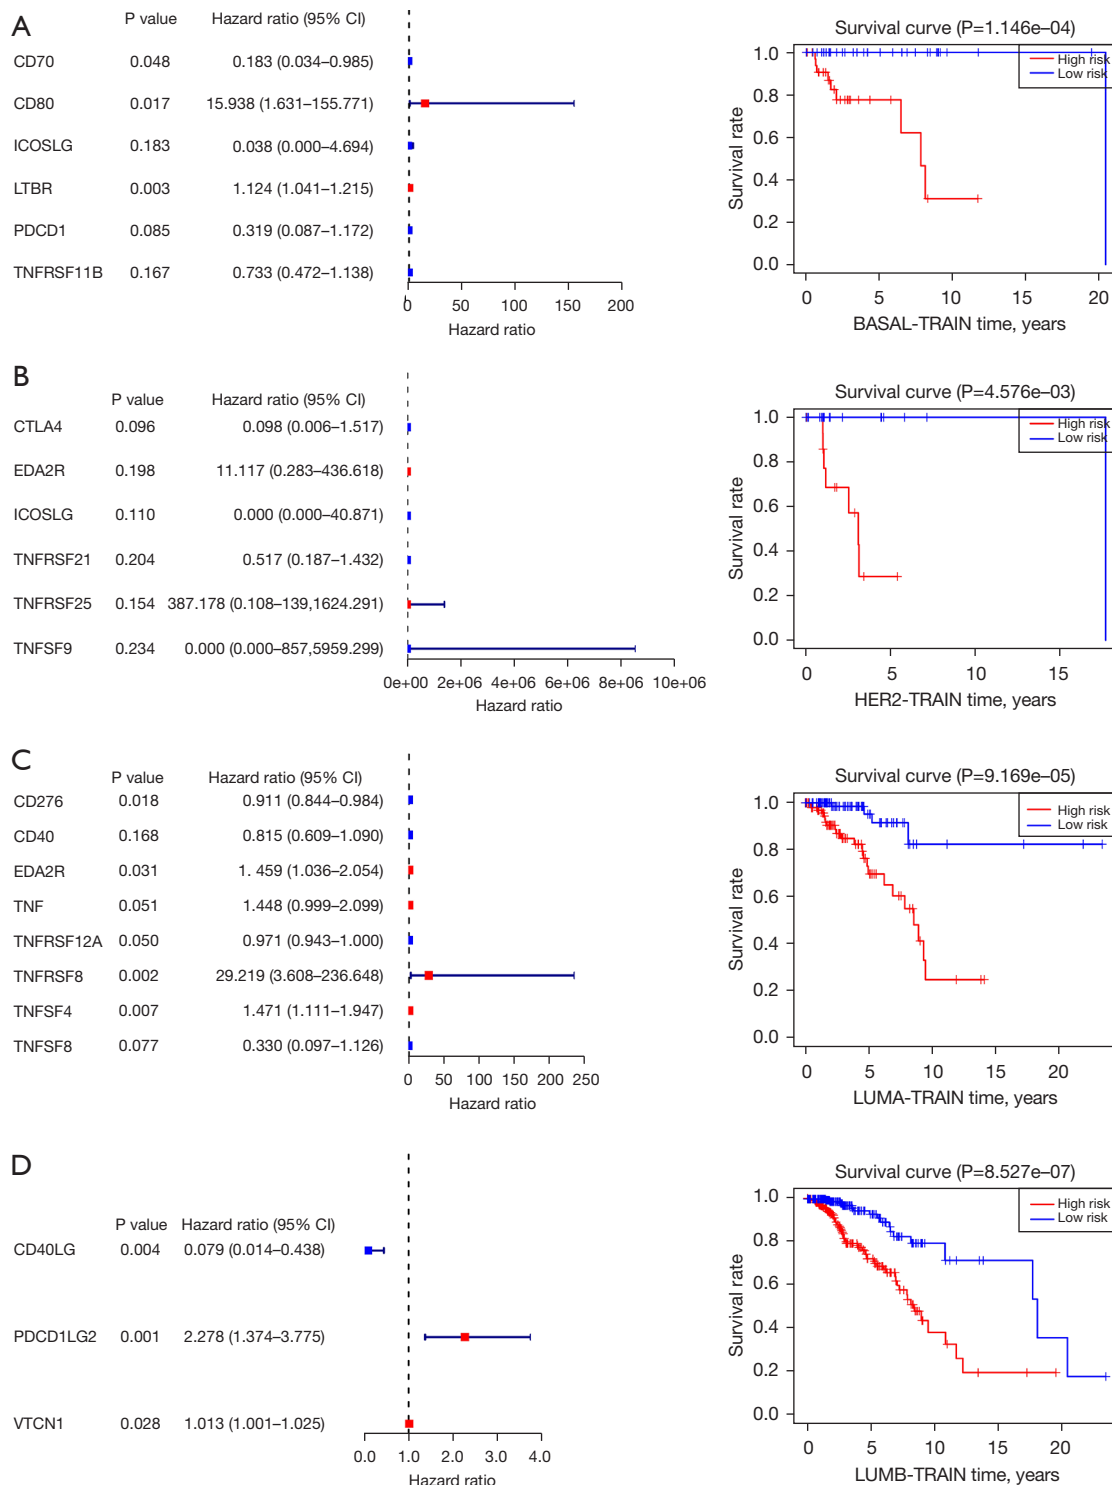 A
P value Hazard ratio (95% CI)
CD70 0.048 0.183 (0.034–0.985)
CD80 0.017 15.938 (1.631–155.771)
ICOSLG 0.183 0.038 (0.000–4.694)
LTBR 0.003 1.124 (1.041–1.215)
PDCD1 0.085 0.319 (0.087–1.172)
TNFRSF11B 0.167 0.733 (0.472–1.138)
0 50 100 150 200
Hazard ratio
Survival curve (P=1.146e–04)
High risk
Low risk
1.0
0.8
0.6
0.4
0.2
0.0
Survival rate
0 5 10 15 20
BASAL-TRAIN time, years
B
P value Hazard ratio (95% CI)
CTLA4 0.096 0.098 (0.006–1.517)
EDA2R 0.198 11.117 (0.283–436.618)
ICOSLG 0.110 0.000 (0.000–40.871)
TNFRSF21 0.204 0.517 (0.187–1.432)
TNFRSF25 0.154 387.178 (0.108–139,1624.291)
TNFSF9 0.234 0.000 (0.000–857,5959.299)
0e+00 2e+06 6e+06 6e+06 8e+06 10e+06
Hazard ratio
Survival curve (P=4.576e–03)
High risk
Low risk
1.0
0.8
0.6
0.4
0.2
0.0
Survival rate
0 5 10 15
HER2-TRAIN time, years
C
P value Hazard ratio (95% CI)
CD276 0.018 0.911 (0.844–0.984)
CD40 0.168 0.815 (0.609–1.090)
EDA2R 0.031 1. 459 (1.036–2.054)
TNF 0.051 1.448 (0.999–2.099)
TNFRSF12A 0.050 0.971 (0.943–1.000)
TNFRSF8 0.002 29.219 (3.608–236.648)
TNFSF4 0.007 1.471 (1.111–1.947)
TNFSF8 0.077 0.330 (0.097–1.126)
0 50 100 150 200 250
Hazard ratio
Survival curve (P=9.169e–05)
High risk
Low risk
1.0
0.8
0.6
0.4
0.2
0.0
Survival rate
0 5 10 15 20
LUMA-TRAIN time, years
D
P value Hazard ratio (95% CI)
CD40LG 0.004 0.079 (0.014–0.438)
PDCD1LG2 0.001 2.278 (1.374–3.775)
VTCN1 0.028 1.013 (1.001–1.025)
0.0 1.0 2.0 3.0 4.0
Hazard ratio
Survival curve (P=8.527e–07)
High risk
Low risk
1.0
0.8
0.6
0.4
0.2
0.0
Survival rate
0 5 10 15 20
LUMB-TRAIN time, years